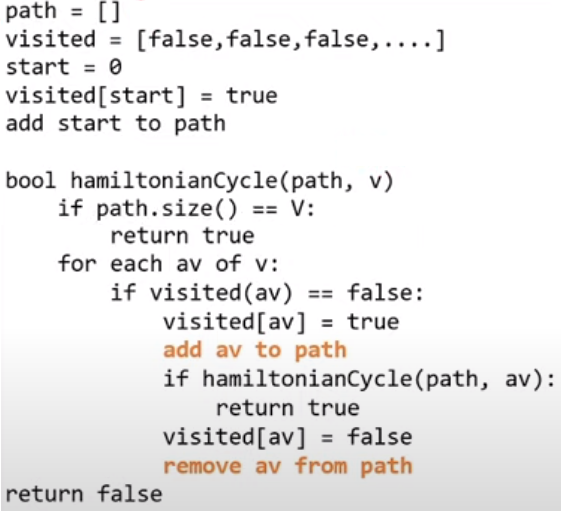 path = []
visited = [false,false,false,....]
start = 0
visited[start] = true
add start to path
bool hamiltonianCycle(path, v)
if path.size() == V:
return true
for each av of v:
if visited(av) == false:
visited[av] = true
add av to path
if hamiltonianCycle(path, av):
return true
visited[av] = false
remove av from path
return false